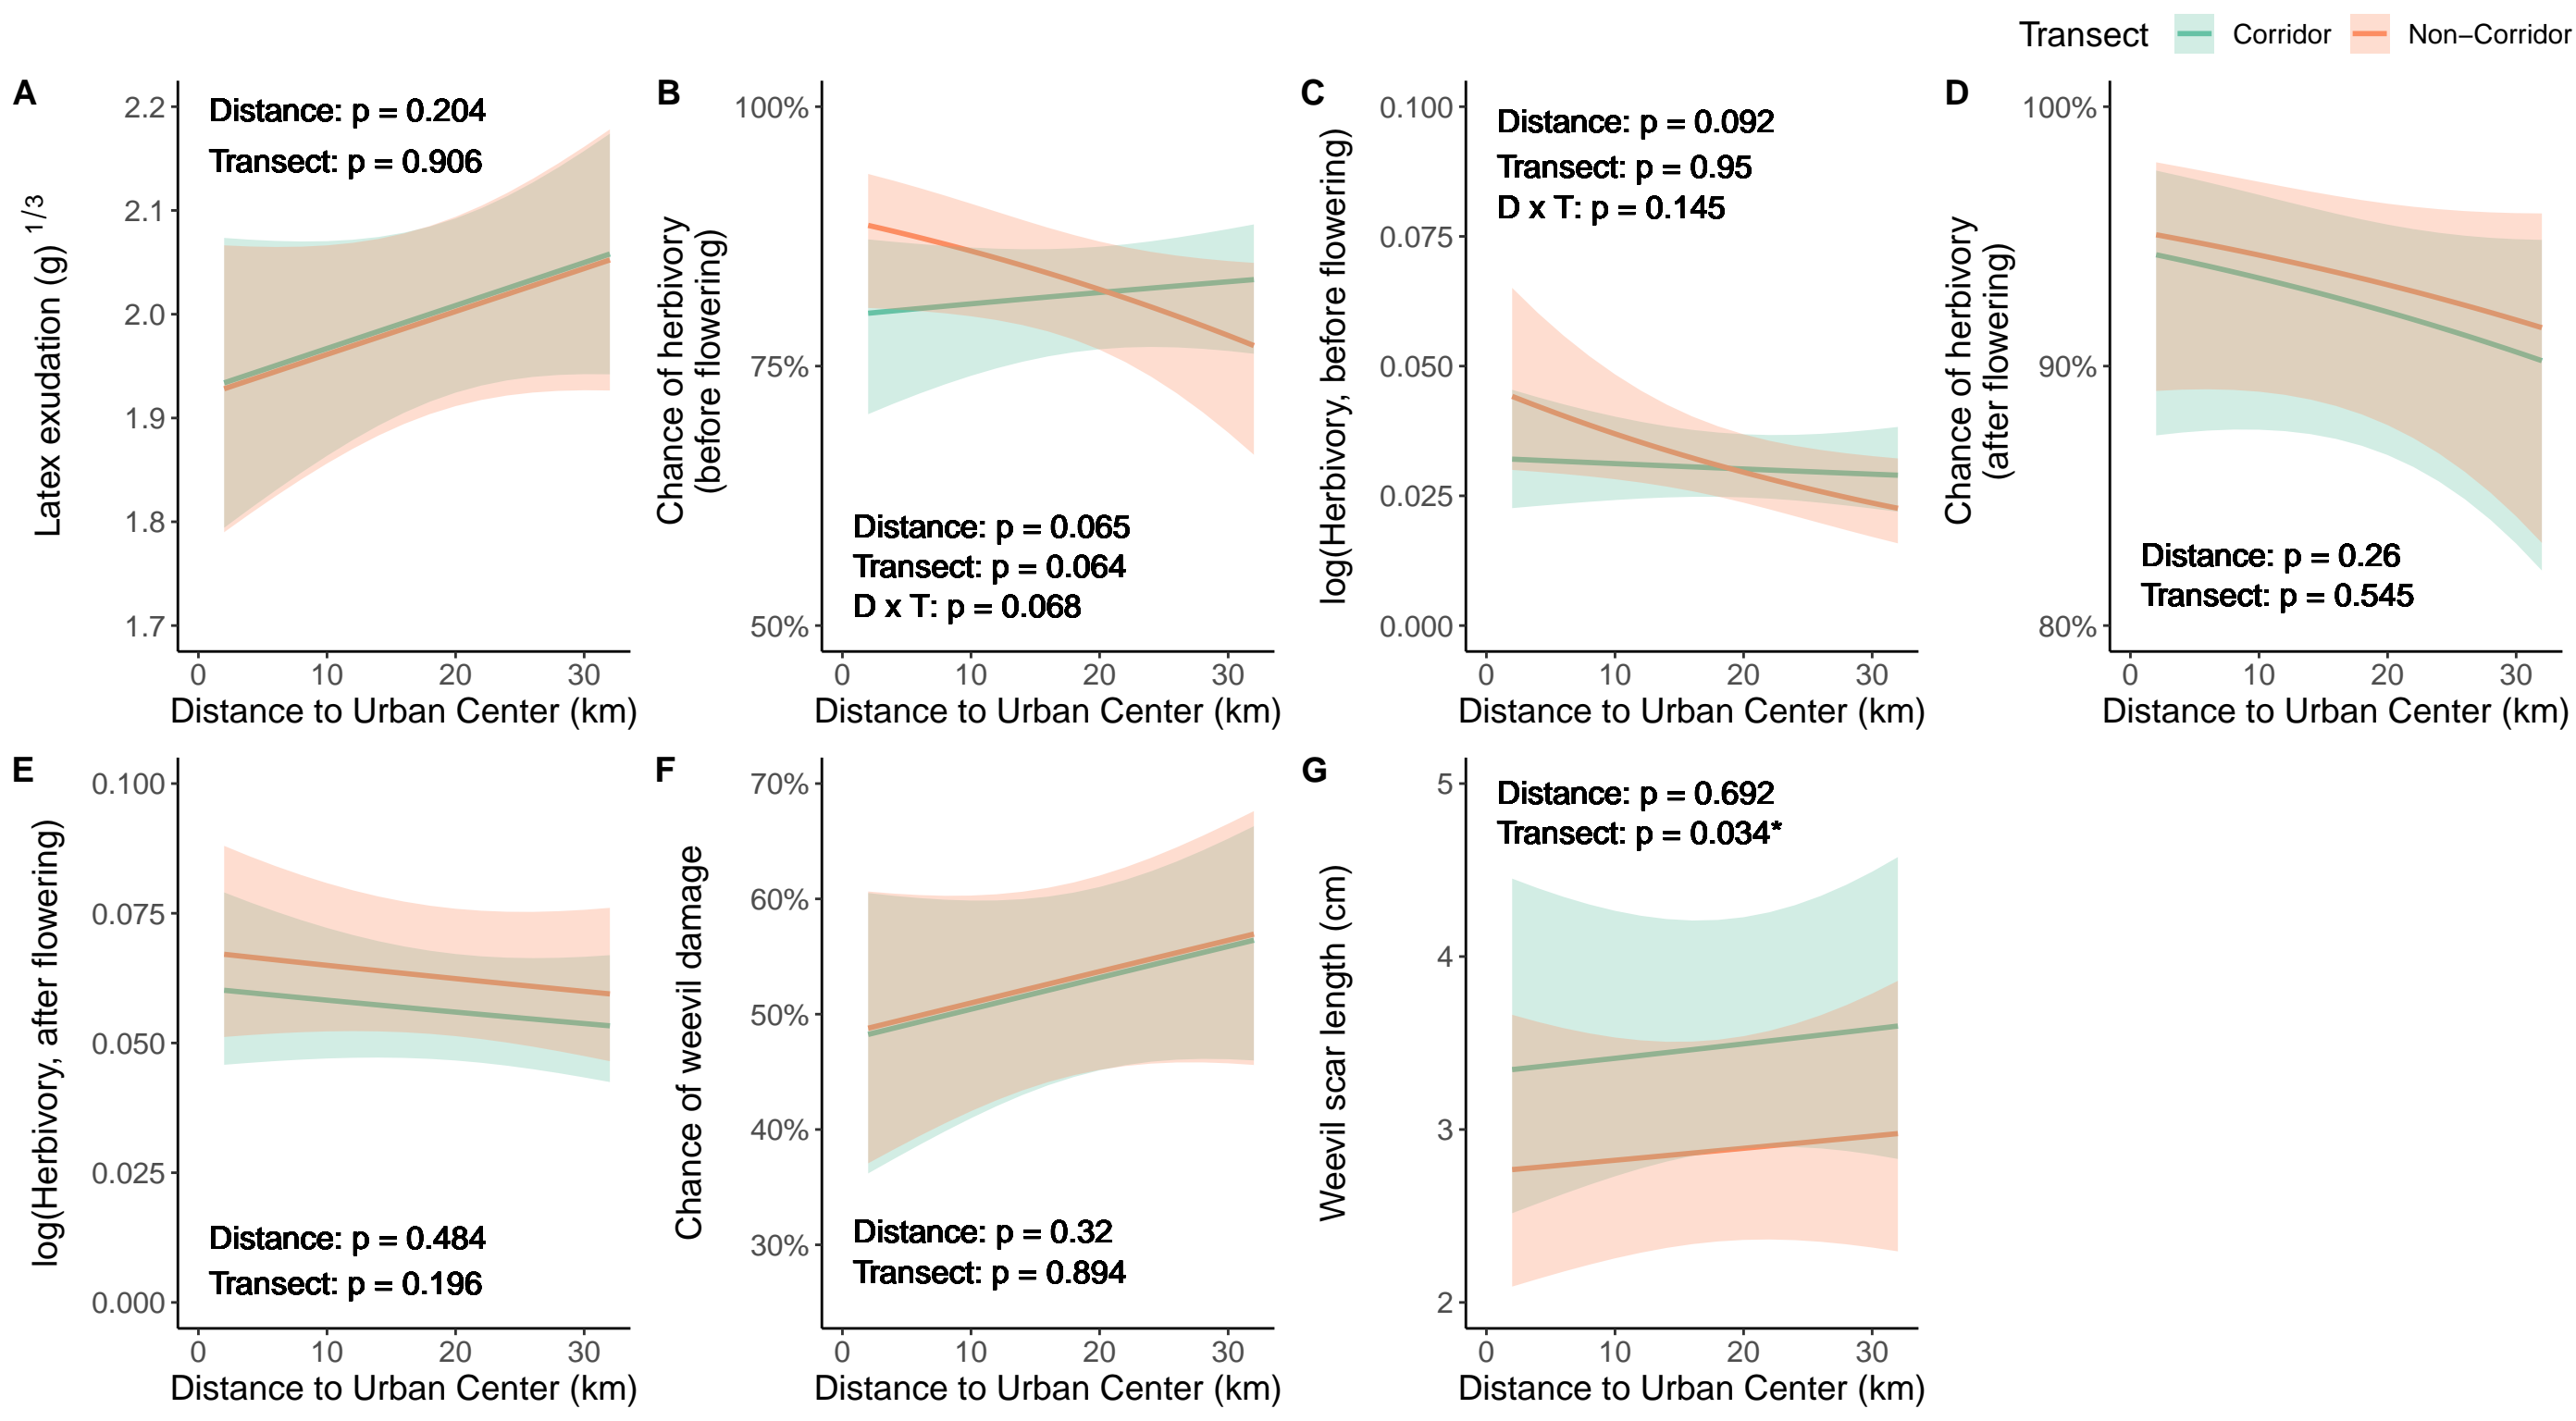 Transect Corridor Non−Corridor
A
Latex exudation (g) 1/3
2.2
2.1
2.0
1.9
1.8
1.7
Distance: p = 0.204
Transect: p = 0.906
0 10 20 30
Distance to Urban Center (km)
B
Chance of herbivory
(before flowering)
100%
75%
50%
Distance: p = 0.065
Transect: p = 0.064
D x T: p = 0.068
0 10 20 30
Distance to Urban Center (km)
C
log(Herbivory, before flowering)
0.100
0.075
0.050
0.025
0.000
Distance: p = 0.092
Transect: p = 0.95
D x T: p = 0.145
0 10 20 30
Distance to Urban Center (km)
D
Chance of herbivory
(after flowering)
100%
90%
80%
Distance: p = 0.26
Transect: p = 0.545
0 10 20 30
Distance to Urban Center (km)
E
log(Herbivory, after flowering)
0.100
0.075
0.050
0.025
0.000
Distance: p = 0.484
Transect: p = 0.196
0 10 20 30
Distance to Urban Center (km)
F
Chance of weevil damage
70%
60%
50%
40%
30%
Distance: p = 0.32
Transect: p = 0.894
0 10 20 30
Distance to Urban Center (km)
G
Weevil scar length (cm)
5
4
3
2
Distance: p = 0.692
Transect: p = 0.034*
0 10 20 30
Distance to Urban Center (km)